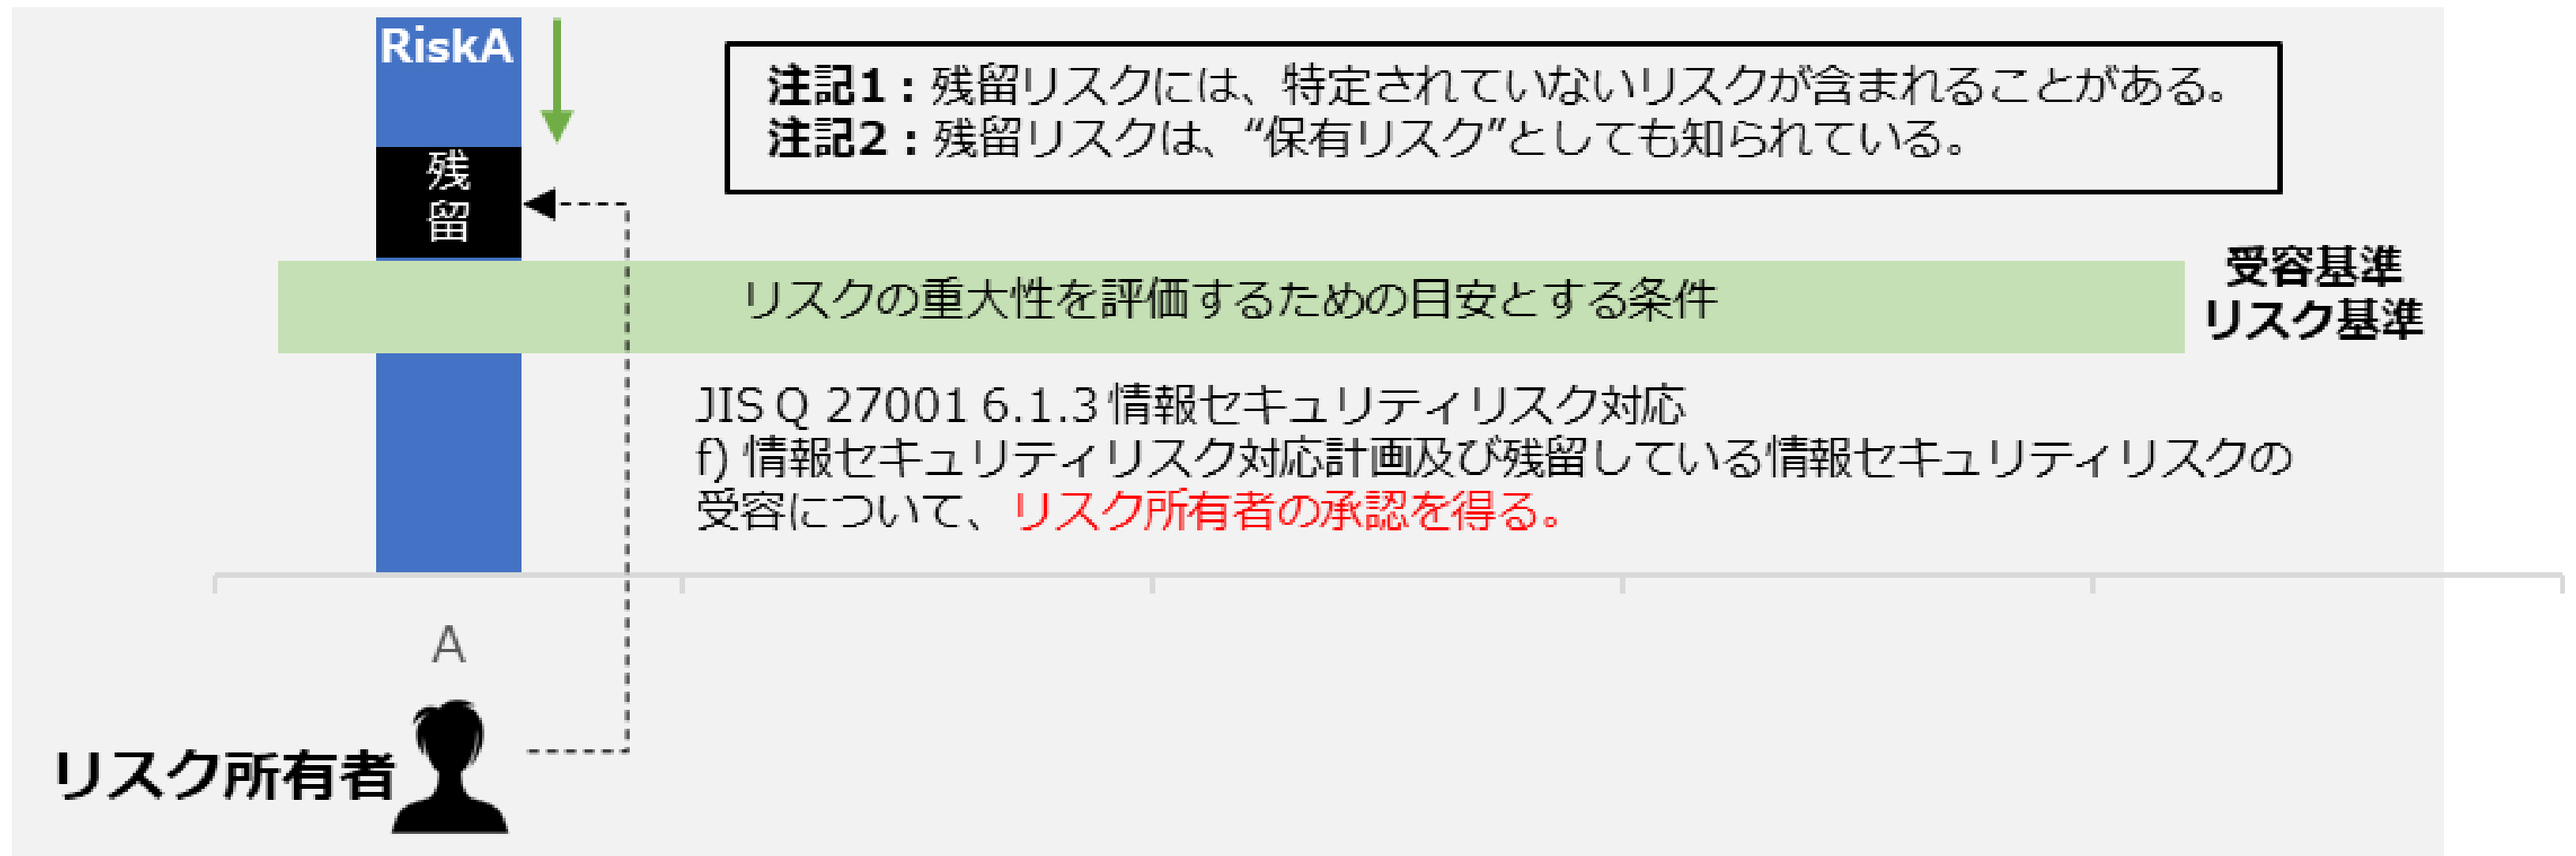 RiskA
注記1：残留リスクには、特定されていないリスクが含まれることがある。
注記2：残留リスクは、“保有リスク”としても知られている。
残
留
リスクの重大性を評価するための目安とする条件
受容基準
リスク基準
JIS Q 27001 6.1.3 情報セキュリティリスク対応
f) 情報セキュリティリスク対応計画及び残留している情報セキュリティリスクの
受容について、リスク所有者の承認を得る。
A
リスク所有者